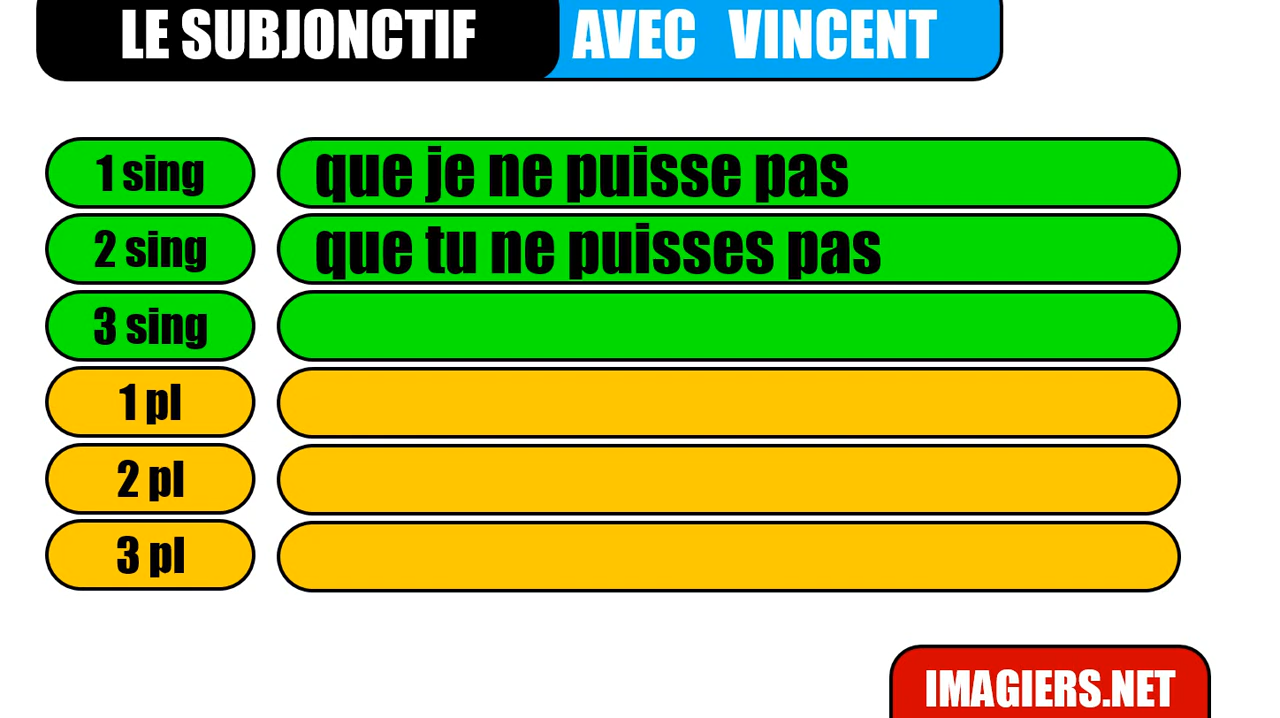 LE SUBJONCTIF AVEC VINCENT
1 sing que je ne puisse pas
2 sing que tu ne puisses pas
3 sing
1 pl
2 pl
3 pl
IMAGIERS.NET